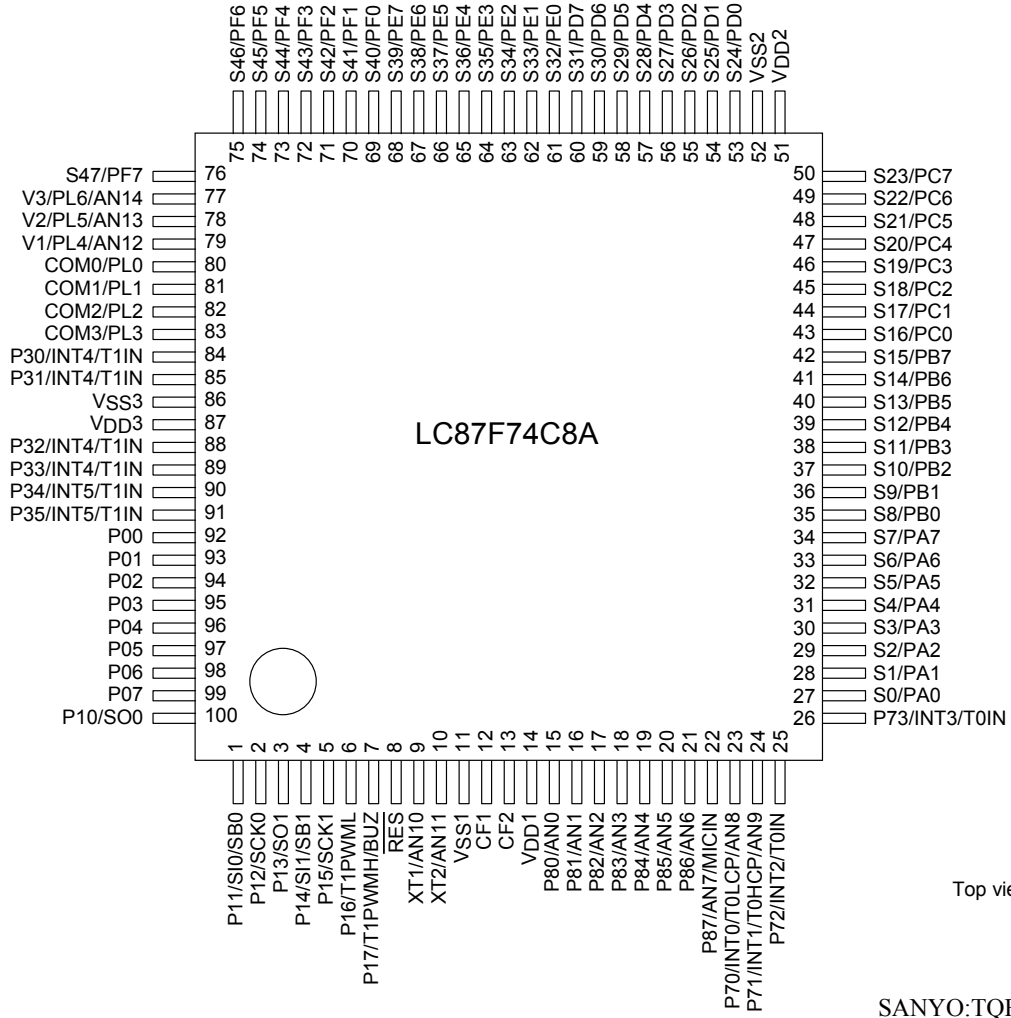 S46/PF6
S45/PF5
S44/PF4
S43/PF3
S42/PF2
S41/PF1
S40/PF0
S39/PE7
S38/PE6
S37/PE5
S36/PE4
S35/PE3
S34/PE2
S33/PE1
S32/PE0
S31/PD7
S30/PD6
S29/PD5
S28/PD4
S27/PD3
S26/PD2
S25/PD1
S24/PD0
VSS2
VDD2
75 74 73 72 71 70 69 68 67 66 65 64 63 62 61 60 59 58 57 56 55 54 53 52 51
S47/PF7 76
V3/PL6/AN14 77
V2/PL5/AN13 78
V1/PL4/AN12 79
COM0/PL0 80
COM1/PL1 81
COM2/PL2 82
COM3/PL3 83
P30/INT4/T1IN 84
P31/INT4/T1IN 85
VSS3 86
VDD3 87
P32/INT4/T1IN 88
P33/INT4/T1IN 89
P34/INT5/T1IN 90
P35/INT5/T1IN 91
P00 92
P01 93
P02 94
P03 95
P04 96
P05 97
P06 98
P07 99
P10/SO0 100
LC87F74C8A
50 S23/PC7
49 S22/PC6
48 S21/PC5
47 S20/PC4
46 S19/PC3
45 S18/PC2
44 S17/PC1
43 S16/PC0
42 S15/PB7
41 S14/PB6
40 S13/PB5
39 S12/PB4
38 S11/PB3
37 S10/PB2
36 S9/PB1
35 S8/PB0
34 S7/PA7
33 S6/PA6
32 S5/PA5
31 S4/PA4
30 S3/PA3
29 S2/PA2
28 S1/PA1
27 S0/PA0
26 P73/INT3/T0IN
1 2 3 4 5 6 7 8 9 10 11 12 13 14 15 16 17 18 19 20 21 22 23 24 25
P11/SI0/SB0
P12/SCK0
P13/SO1
P14/SI1/SB1
P15/SCK1
P16/T1PWML
P17/T1PWMH/BUZ
RES
XT1/AN10
XT2/AN11
VSS1
CF1
CF2
VDD1
P80/AN0
P81/AN1
P82/AN2
P83/AN3
P84/AN4
P85/AN5
P86/AN6
P87/AN7/MICIN
P70/INT0/T0LCP/AN8
P71/INT1/T0HCP/AN9
P72/INT2/T0IN
Top
SANYO: